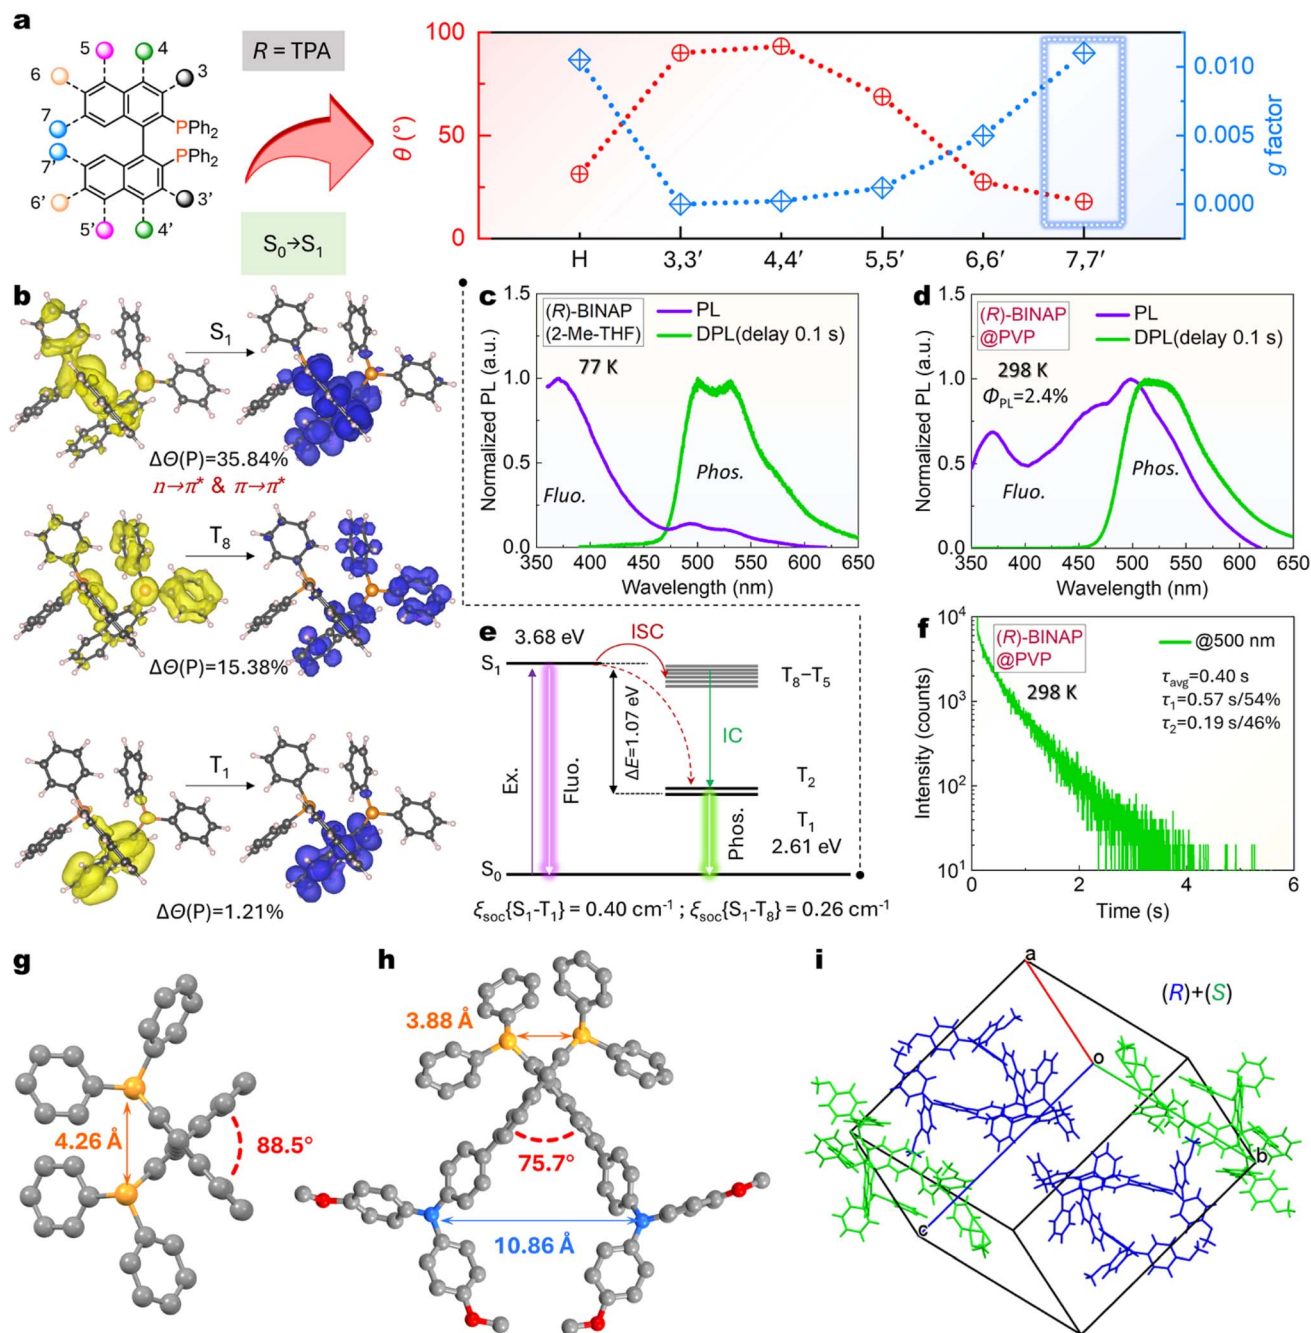 a
5
4
6
3
7
PPh2
PPh2
7'
6'
3'
5'
4'
R = TPA
S0→S1
100
50
0
θ (°)
0.010
0.005
0.000
g factor
H
3,3′
4,4′
5,5′
6,6′
7,7′
b
S1
ΔΘ(P)=35.84%
n→π* & π→π*
T8
ΔΘ(P)=15.38%
T1
ΔΘ(P)=1.21%
c
(R)-BINAP
(2-Me-THF)
77 K
PL
DPL(delay 0.1 s)
Fluo.
Phos.
Normalized PL (a.u.)
1.5
1.0
0.5
0.0
350 400 450 500 550 600 650
Wavelength (nm)
d
(R)-BINAP
@PVP
298 K
ΦPL=2.4%
PL
DPL(delay 0.1 s)
Fluo.
Phos.
Normalized PL (a.u.)
1.5
1.0
0.5
0.0
350 400 450 500 550 600 650
Wavelength (nm)
e
3.68 eV
S1
ISC
T8−T5
ΔE=1.07 eV
IC
Ex.
Fluo.
T2
T1
2.61 eV
Phos.
S0
ξsoc{S1-T1} = 0.40 cm-1 ; ξsoc{S1-T8} = 0.26 cm-1
f
(R)-BINAP
@PVP
298 K
@500 nm
τavg=0.40 s
τ1=0.57 s/54%
τ2=0.19 s/46%
Intensity (counts)
10^4
10^3
10^2
10^1
0 2 4 6
Time (s)
g
4.26 Å
88.5°
h
3.88 Å
75.7°
10.86 Å
i
(R)+(S)
a
o
b
c